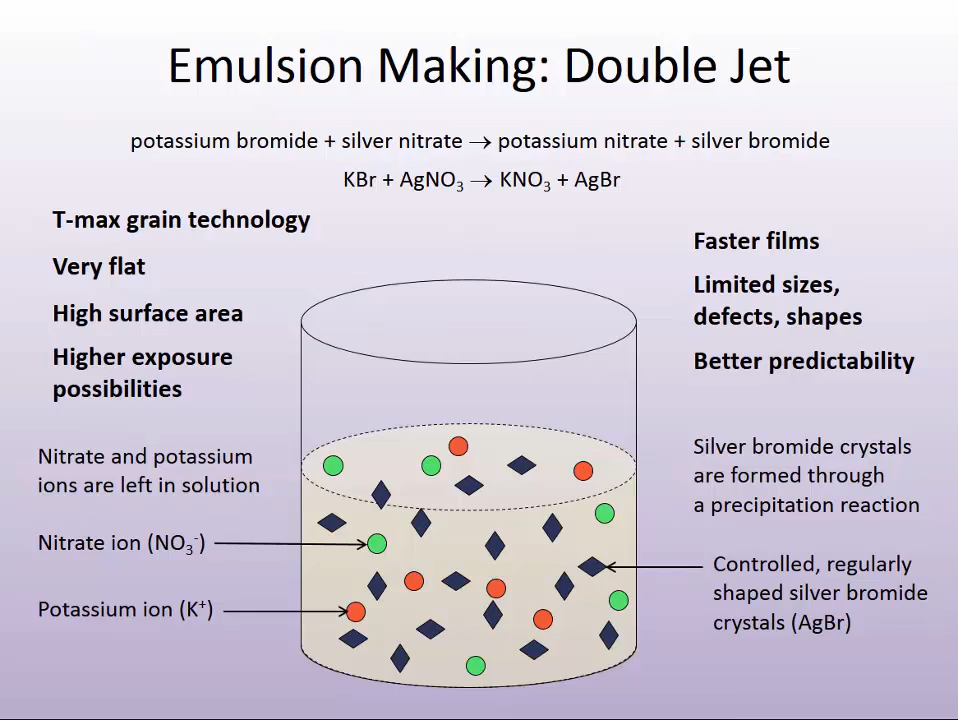 Emulsion Making: Double Jet
potassium bromide + silver nitrate → potassium nitrate + silver bromide
KBr + AgNO₃ → KNO₃ + AgBr
T-max grain technology
Very flat
High surface area
Higher exposure
possibilities
Faster films
Limited sizes,
defects, shapes
Better predictability
Nitrate and potassium
ions are left in solution
Nitrate ion (NO₃⁻)
Potassium ion (K⁺)
Silver bromide crystals
are formed through
a precipitation reaction
Controlled, regularly
shaped silver bromide
crystals (AgBr)